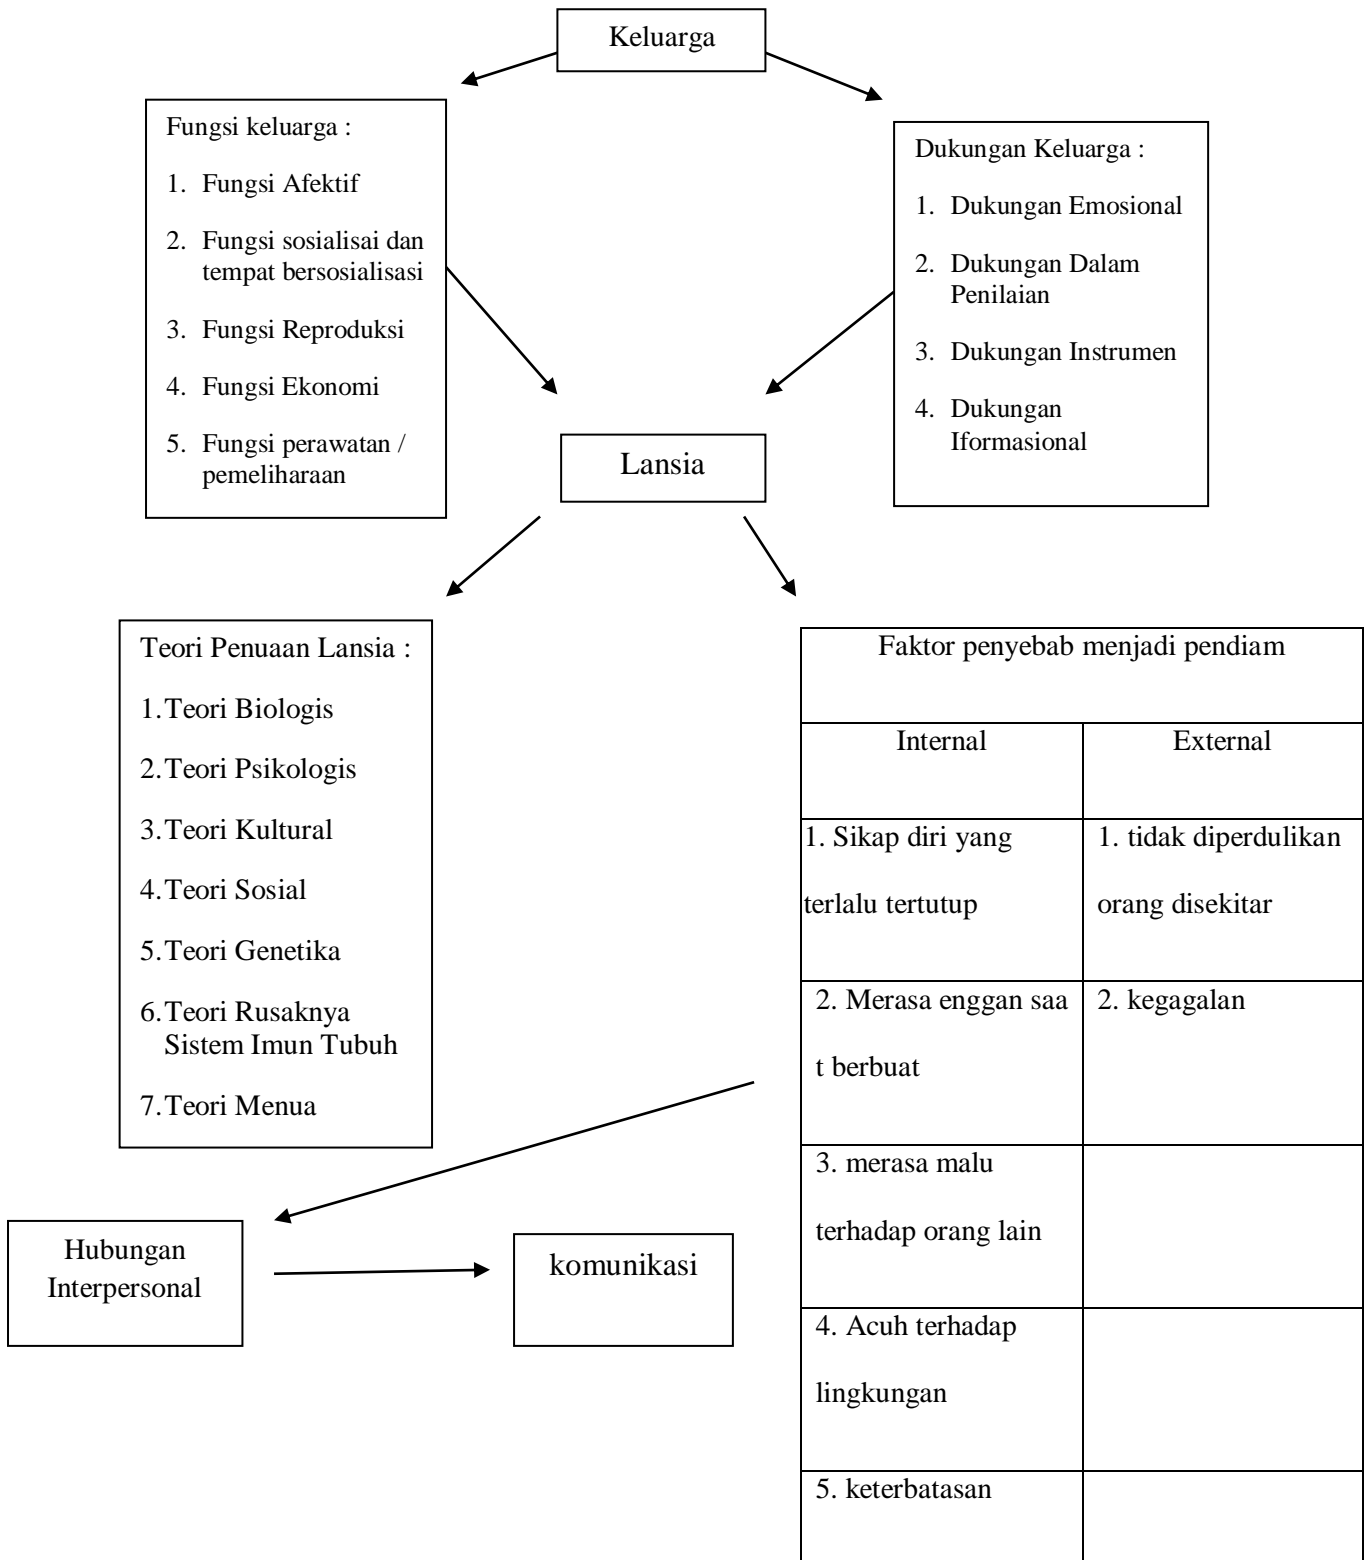 Keluarga
Fungsi keluarga :
1. Fungsi Afektif
2. Fungsi sosialisai dan
tempat bersosialisasi
3. Fungsi Reproduksi
4. Fungsi Ekonomi
5. Fungsi perawatan /
pemeliharaan
Dukungan Keluarga :
1. Dukungan Emosional
2. Dukungan Dalam
Penilaian
3. Dukungan Instrumen
4. Dukungan
Iformasional
Lansia
Teori Penuaan Lansia :
1. Teori Biologis
2. Teori Psikologis
3. Teori Kultural
4. Teori Sosial
5. Teori Genetika
6. Teori Rusaknya
Sistem Imun Tubuh
7. Teori Menua
Faktor penyebab menjadi pendiam
Internal
External
1. Sikap diri yang
terlalu tertutup
1. tidak diperdulikan
orang disekitar
2. Merasa enggan saa
t berbuat
2. kegagalan
3. merasa malu
terhadap orang lain
4. Acuh terhadap
lingkungan
5. keterbatasan
Hubungan
Interpersonal
komunikasi